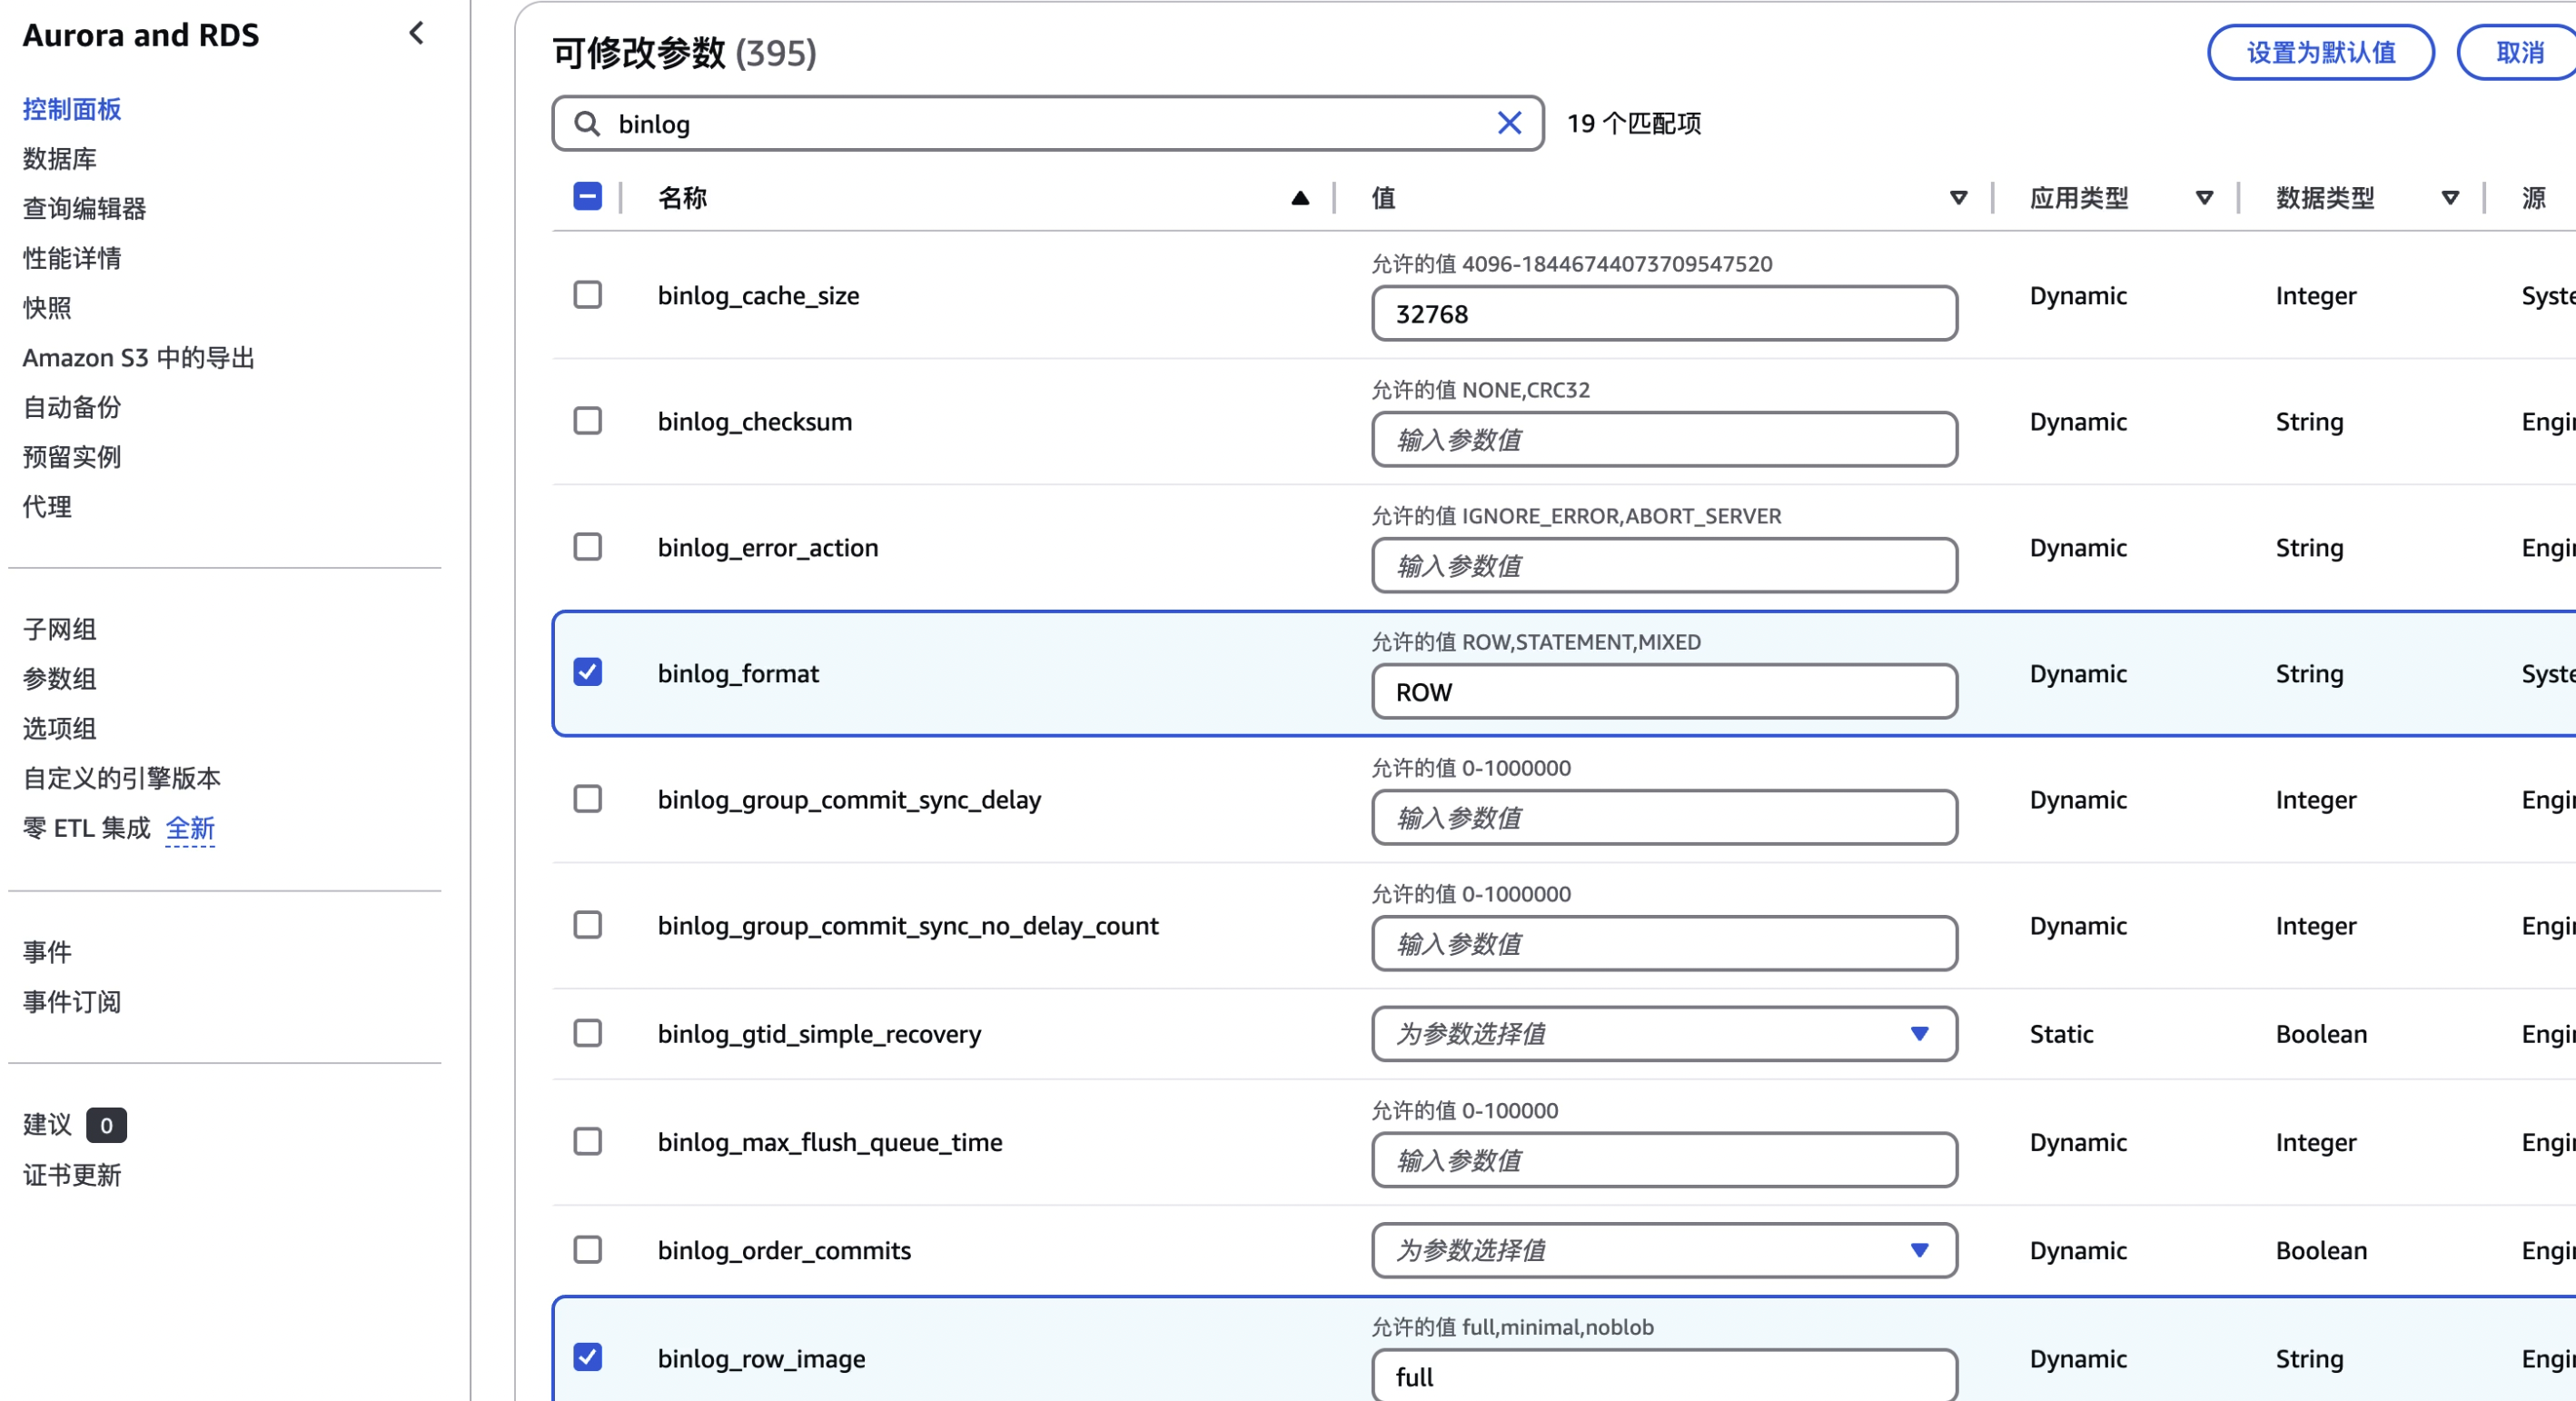 Aurora and RDS
控制面板
数据库
查询编辑器
性能详情
快照
Amazon S3 中的导出
自动备份
预留实例
代理
子网组
参数组
选项组
自定义的引擎版本
零 ETL 集成 全新
事件
事件订阅
建议 0
证书更新
可修改参数 (395)
设置为默认值 取消
binlog 19 个匹配项
名称 值 应用类型 数据类型 源
允许的值 4096-18446744073709547520
binlog_cache_size 32768 Dynamic Integer Syste
允许的值 NONE,CRC32
binlog_checksum 输入参数值 Dynamic String Engin
允许的值 IGNORE_ERROR,ABORT_SERVER
binlog_error_action 输入参数值 Dynamic String Engin
允许的值 ROW,STATEMENT,MIXED
binlog_format ROW Dynamic String Syste
允许的值 0-1000000
binlog_group_commit_sync_delay 输入参数值 Dynamic Integer Engin
允许的值 0-1000000
binlog_group_commit_sync_no_delay_count 输入参数值 Dynamic Integer Engin
binlog_gtid_simple_recovery 为参数选择值 Static Boolean Engin
允许的值 0-100000
binlog_max_flush_queue_time 输入参数值 Dynamic Integer Engin
binlog_order_commits 为参数选择值 Dynamic Boolean Engin
允许的值 full,minimal,noblob
binlog_row_image full Dynamic String Engin